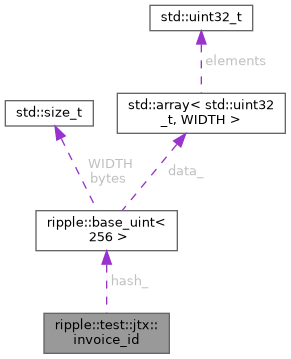 std::uint32_t
elements
std::size_t
std::array< std::uint32
_t, WIDTH >
WIDTH
bytes
data_
ripple::base_uint<
256 >
hash_
ripple::test::jtx::
invoice_id